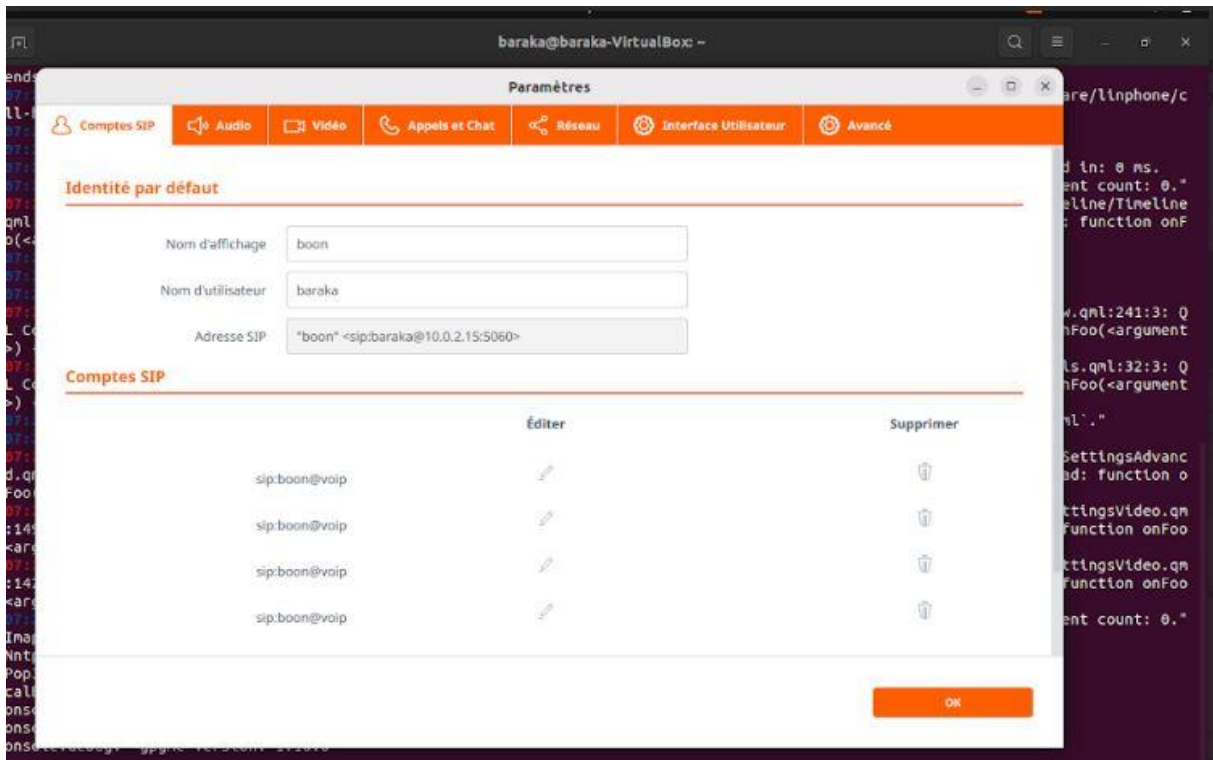 baraka@baraka-VirtualBox: ~
Paramètres
Comptes SIP
Audio
Vidéo
Appels et Chat
Réseau
Interface Utilisateur
Avancé
Identité par défaut
Nom d'affichage
boon
Nom d'utilisateur
baraka
Adresse SIP
"boon" <sip:baraka@10.0.2.15:5060>
Comptes SIP
Éditer
Supprimer
sip:boon@voip
sip:boon@voip
sip:boon@voip
sip:boon@voip
OK
are/linphone/c
d in: 0 ms.
ent count: 0."
eline/Timeline
: function onF
w.qml:241:3: Q
nFoo(<argument
ls.qml:32:3: Q
nFoo(<argument
ml`."
SettingsAdvanc
ad: function o
ttingsVideo.qm
function onFoo
ttingsVideo.qm
function onFoo
ent count: 0."